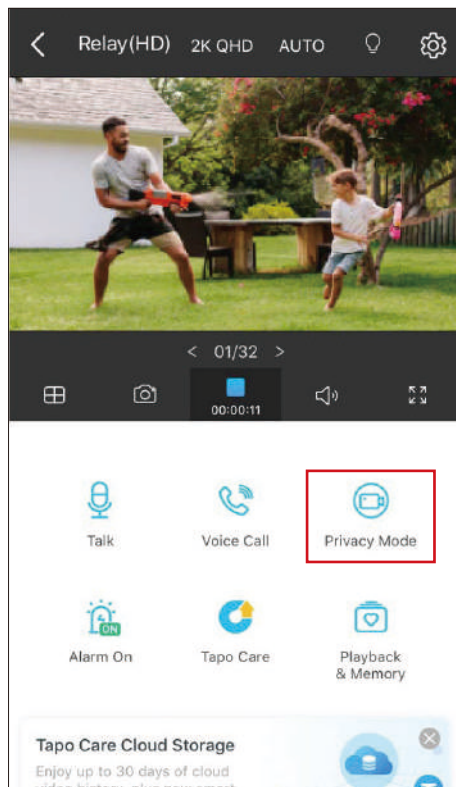 Relay(HD) 2K QHD AUTO
< 01/32 >
00:00:11
Talk Voice Call Privacy Mode
ON
Alarm On Tapo Care Playback
& Memory
Tapo Care Cloud Storage
Enjoy up to 30 days of cloud